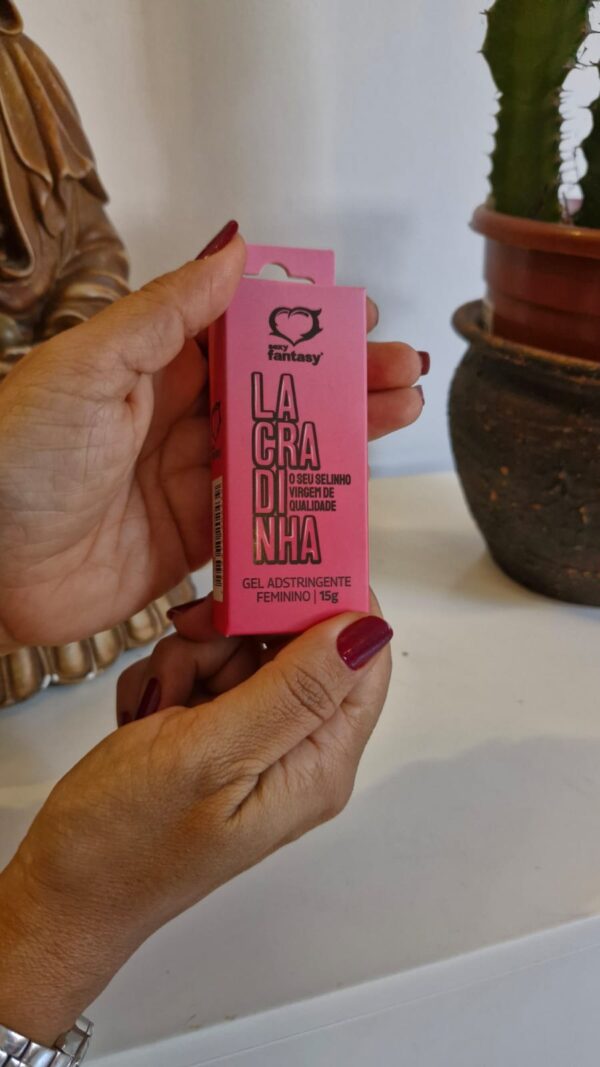 sexy
fantasy®
LA
CRA
DI
NHA
O SEU SELINHO
VIRGEM DE
QUALIDADE
GEL ADSTRINGENTE
FEMININO | 15g